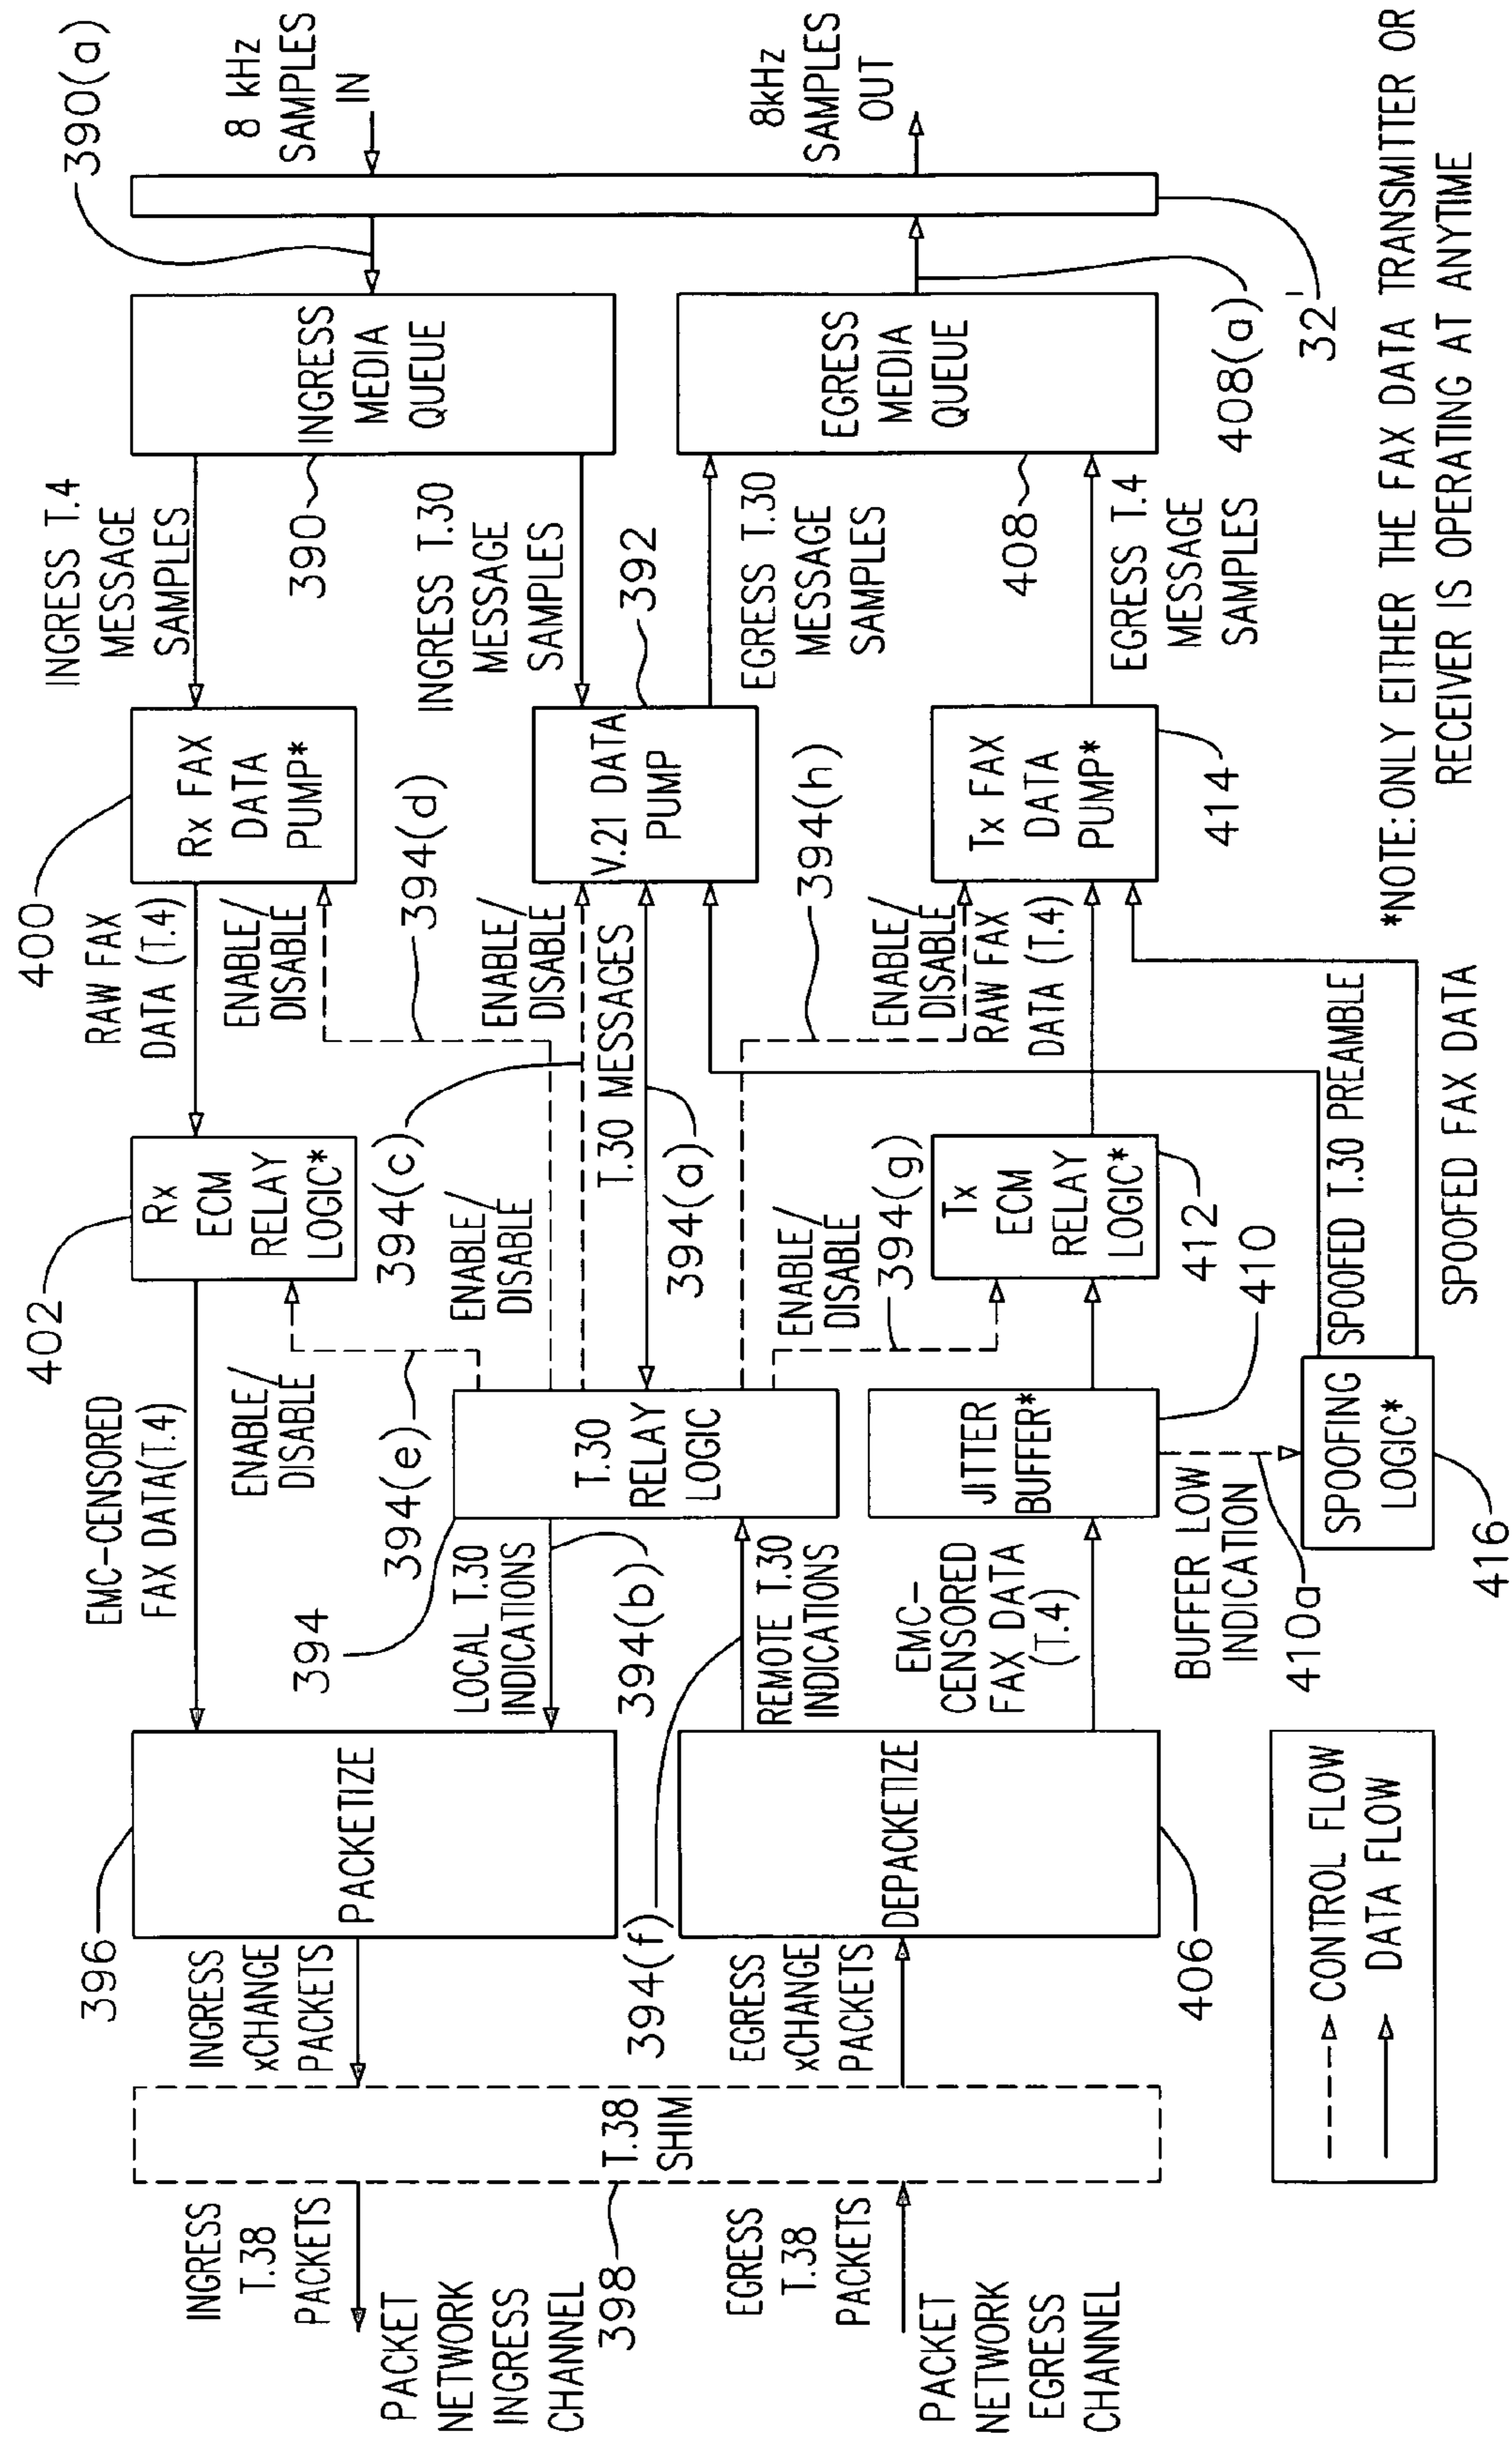 PACKET
NETWORK
INGRESS
CHANNEL
INGRESS
T.38
PACKETS
398
T.38
SHIM
PACKET
NETWORK
EGRESS
CHANNEL
EGRESS
T.38
PACKETS
INGRESS
xCHANGE
PACKETS
396
PACKETIZE
EGRESS
xCHANGE
PACKETS
406
DEPACKETIZE
394(f)
EMC-CENSORED
FAX DATA(T.4)
394
LOCAL T.30
INDICATIONS
394(b)
REMOTE T.30
INDICATIONS
EMC-
CENSORED
FAX DATA
(T.4)
T.30
RELAY
LOGIC
394(e)
ENABLE/
DISABLE
JITTER
BUFFER*
410
BUFFER LOW
INDICATION
410a
SPOOFING
LOGIC*
416
402
Rx
ECM
RELAY
LOGIC*
394(c)
ENABLE/
DISABLE
T.30 MESSAGES
394(a)
ENABLE/
DISABLE
394(g)
Tx
ECM
RELAY
LOGIC*
412
SPOOFED T.30 PREAMBLE
SPOOFED FAX DATA
400
RAW FAX
DATA (T.4)
ENABLE/
DISABLE
394(d)
ENABLE/
DISABLE
394(h)
ENABLE/
DISABLE
RAW FAX
DATA (T.4)
Rx FAX
DATA
PUMP*
V.21 DATA
PUMP
392
Tx FAX
DATA
PUMP*
414
INGRESS T.4
MESSAGE
SAMPLES
390
INGRESS T.30
MESSAGE
SAMPLES
EGRESS T.30
MESSAGE
SAMPLES
408
EGRESS T.4
MESSAGE
SAMPLES
INGRESS
MEDIA
QUEUE
EGRESS
MEDIA
QUEUE
390(a)
408(a)
32'
8 kHz
SAMPLES
IN
8kHz
SAMPLES
OUT
CONTROL FLOW
DATA FLOW
*NOTE:ONLY EITHER THE FAX DATA TRANSMITTER OR
RECEIVER IS OPERATING AT ANYTIME